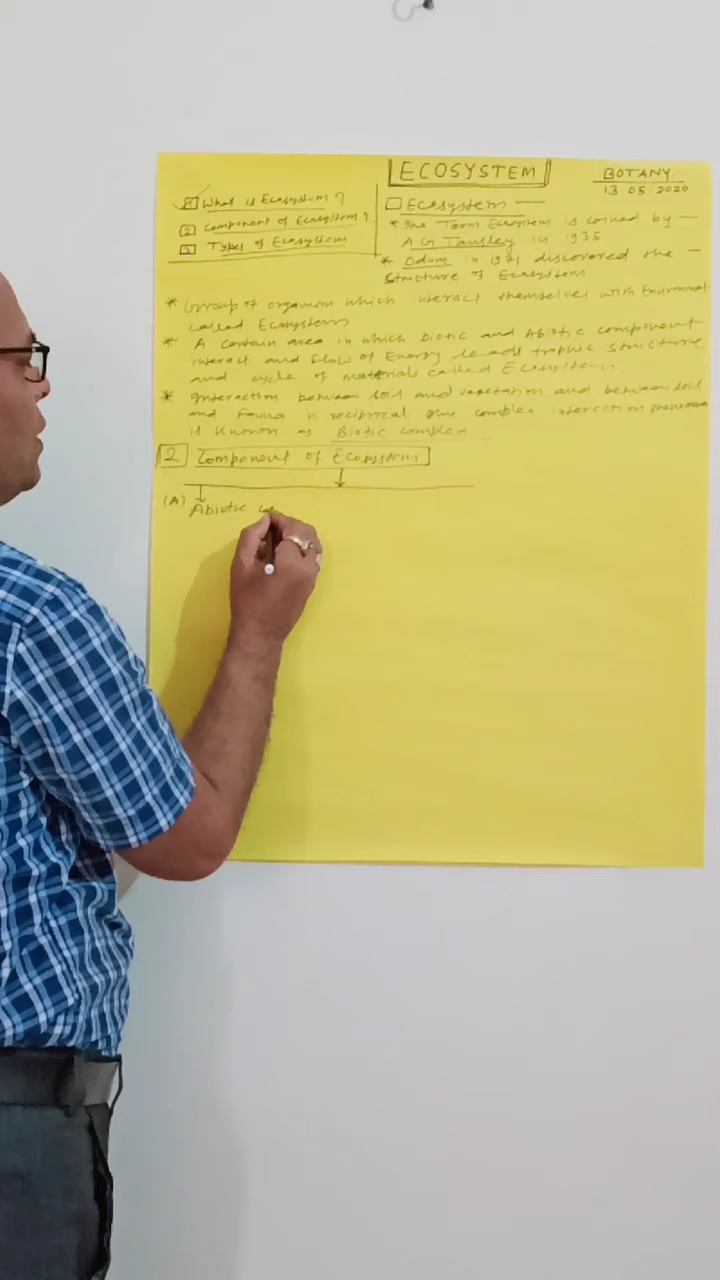 ECOSYSTEM
BOTANY
13.05.2020
1 What is Ecosystem ?
2 Component of Ecosystem ?
3 Types of Ecosystem
Ecosystem —
* The Term Ecosystem is coined by —
A G Tansley in 1935.
* Odum in 1971 discovered the —
Structure of Ecosystem
* Group of organism which interact themselves with Environment
called Ecosystem
* A certain area in which biotic and Abiotic component
interact and flow of Energy leads trophic structure
and cycle of materials called Ecosystem
* Interaction between soil and vegetation and between soil
and Fauna is reciprocal complex interaction phenomenon
is known as Biotic complex
2 Component of Ecosystem
(A) Abiotic